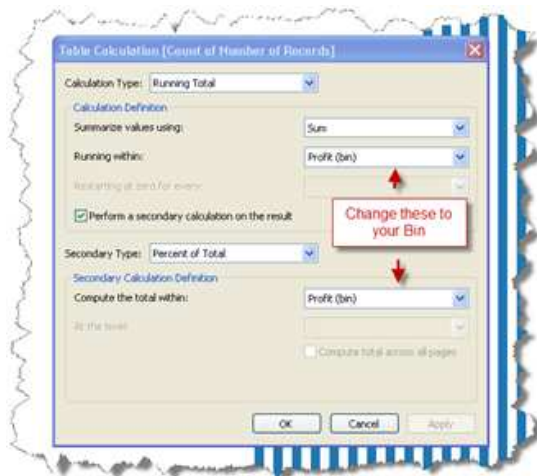 Table Calculation [Count of Number of Records]
Calculation Type: Running Total
Calculation Definition
Summarize values using: Sum
Running within: Profit (bin)
Restarting at zero for every:
Perform a secondary calculation on the result
Change these to
your Bin
Secondary Type: Percent of Total
Secondary Calculation Definition
Compute the total within: Profit (bin)
At the level
Compute total across all pages
OK Cancel Apply